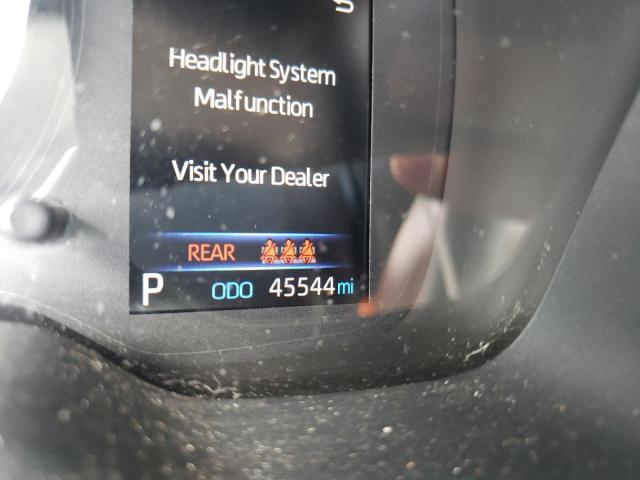 Headlight System
Malfunction
Visit Your Dealer
REAR
P ODO 45544 mi